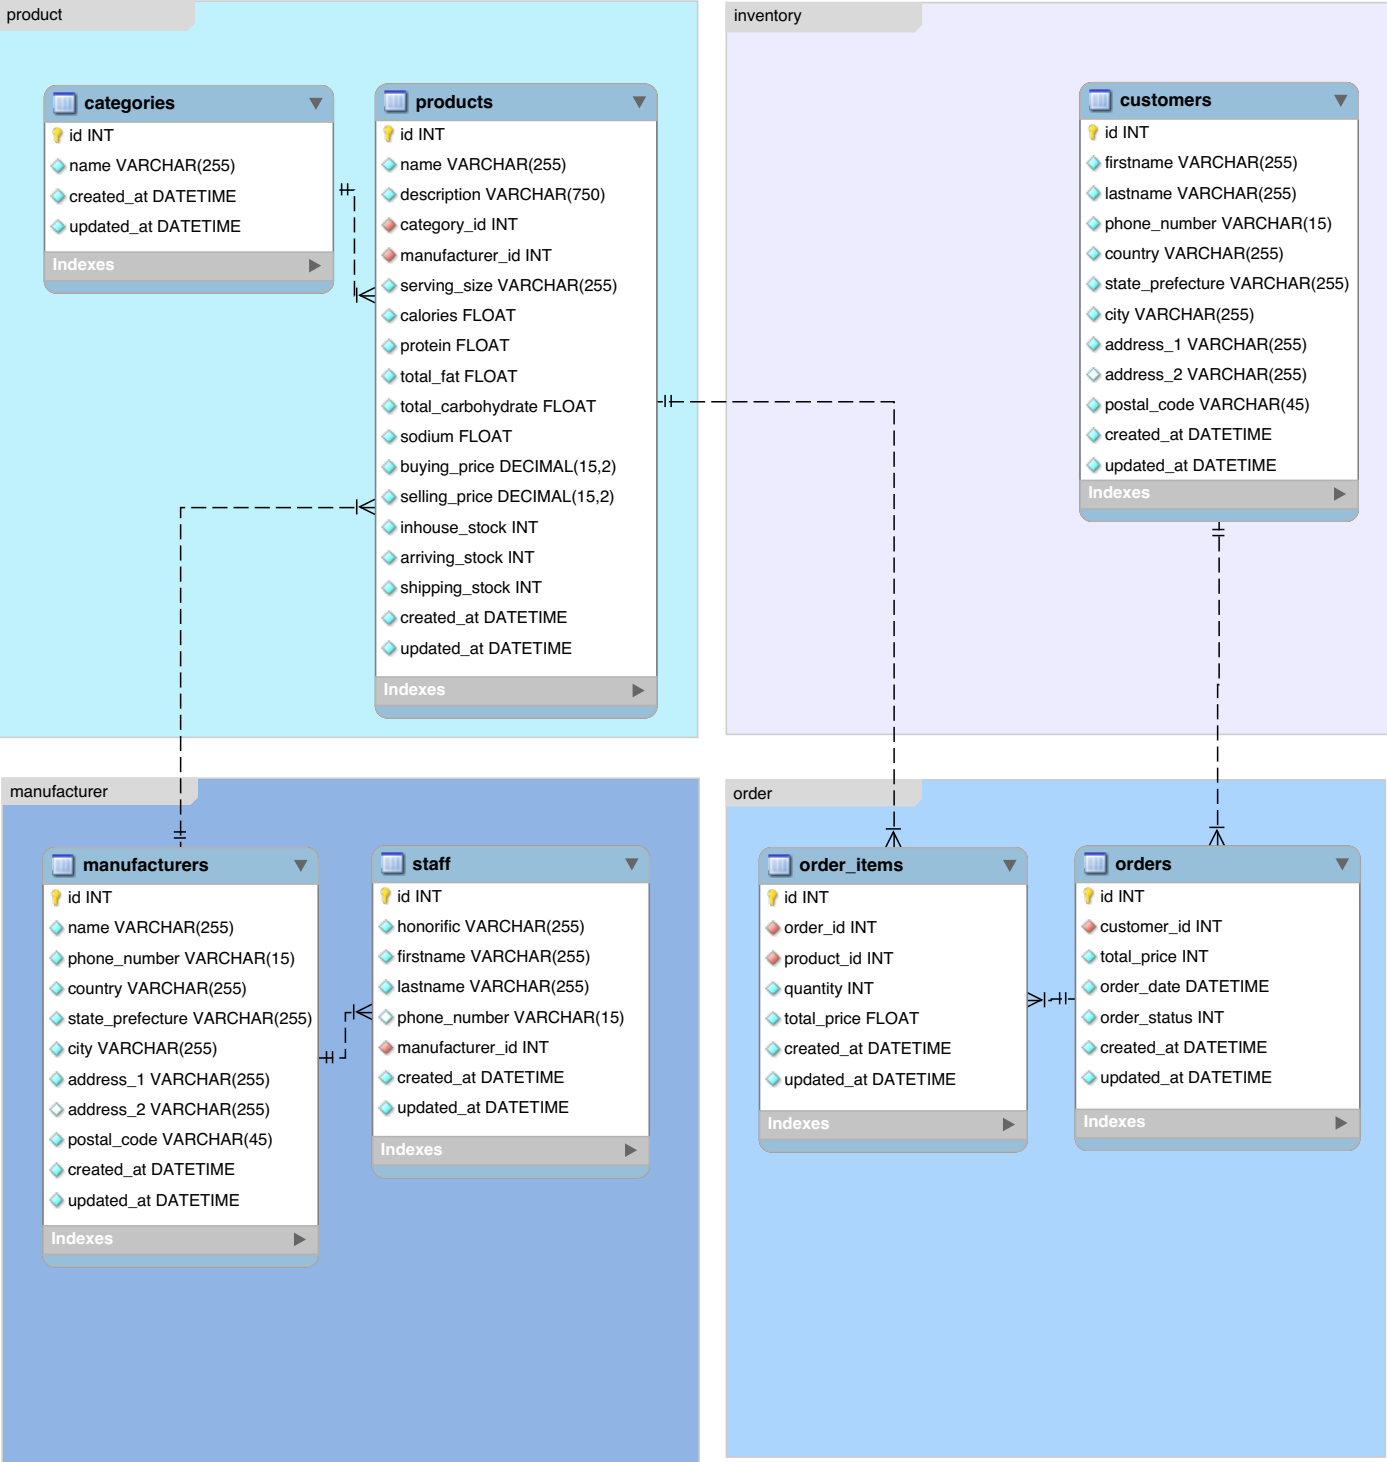 product
categories
id INT
name VARCHAR(255)
created_at DATETIME
updated_at DATETIME
Indexes
products
id INT
name VARCHAR(255)
description VARCHAR(750)
category_id INT
manufacturer_id INT
serving_size VARCHAR(255)
calories FLOAT
protein FLOAT
total_fat FLOAT
total_carbohydrate FLOAT
sodium FLOAT
buying_price DECIMAL(15,2)
selling_price DECIMAL(15,2)
inhouse_stock INT
arriving_stock INT
shipping_stock INT
created_at DATETIME
updated_at DATETIME
Indexes
inventory
customers
id INT
firstname VARCHAR(255)
lastname VARCHAR(255)
phone_number VARCHAR(15)
country VARCHAR(255)
state_prefecture VARCHAR(255)
city VARCHAR(255)
address_1 VARCHAR(255)
address_2 VARCHAR(255)
postal_code VARCHAR(45)
created_at DATETIME
updated_at DATETIME
Indexes
manufacturer
manufacturers
id INT
name VARCHAR(255)
phone_number VARCHAR(15)
country VARCHAR(255)
state_prefecture VARCHAR(255)
city VARCHAR(255)
address_1 VARCHAR(255)
address_2 VARCHAR(255)
postal_code VARCHAR(45)
created_at DATETIME
updated_at DATETIME
Indexes
staff
id INT
honorific VARCHAR(255)
firstname VARCHAR(255)
lastname VARCHAR(255)
phone_number VARCHAR(15)
manufacturer_id INT
created_at DATETIME
updated_at DATETIME
Indexes
order
order_items
id INT
order_id INT
product_id INT
quantity INT
total_price FLOAT
created_at DATETIME
updated_at DATETIME
Indexes
orders
id INT
customer_id INT
total_price INT
order_date DATETIME
order_status INT
created_at DATETIME
updated_at DATETIME
Indexes